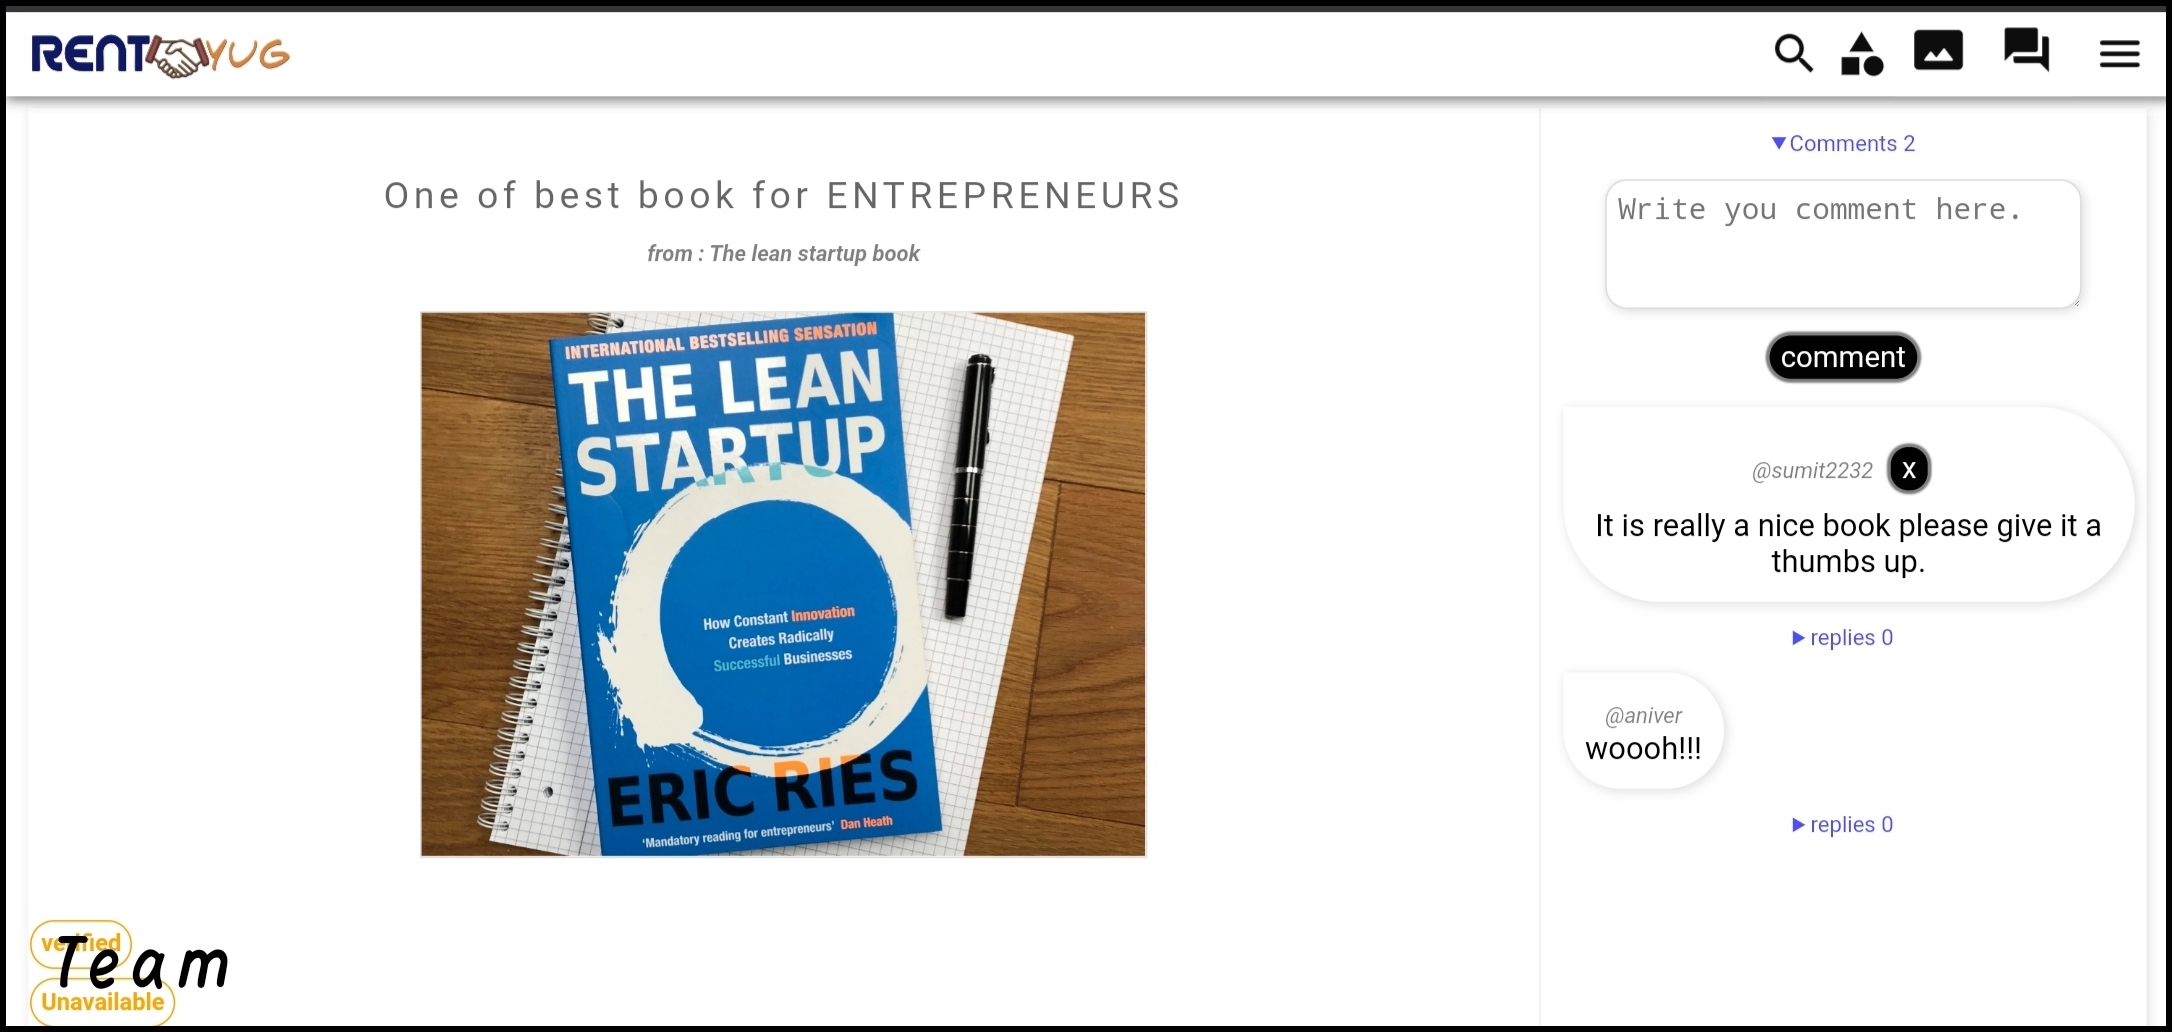 RENT YUG
One of best book for ENTREPRENEURS
from : The lean startup book
INTERNATIONAL BESTSELLING SENSATION
THE LEAN
STARTUP
How Constant Innovation
Creates Radically
Successful Businesses
ERIC RIES
'Mandatory reading for entrepreneurs' Dan Heath
verified
Team
Unavailable
▼Comments 2
Write you comment here.
comment
@sumit2232 X
It is really a nice book please give it a
thumbs up.
▶replies 0
@aniver
woooh!!!
▶replies 0